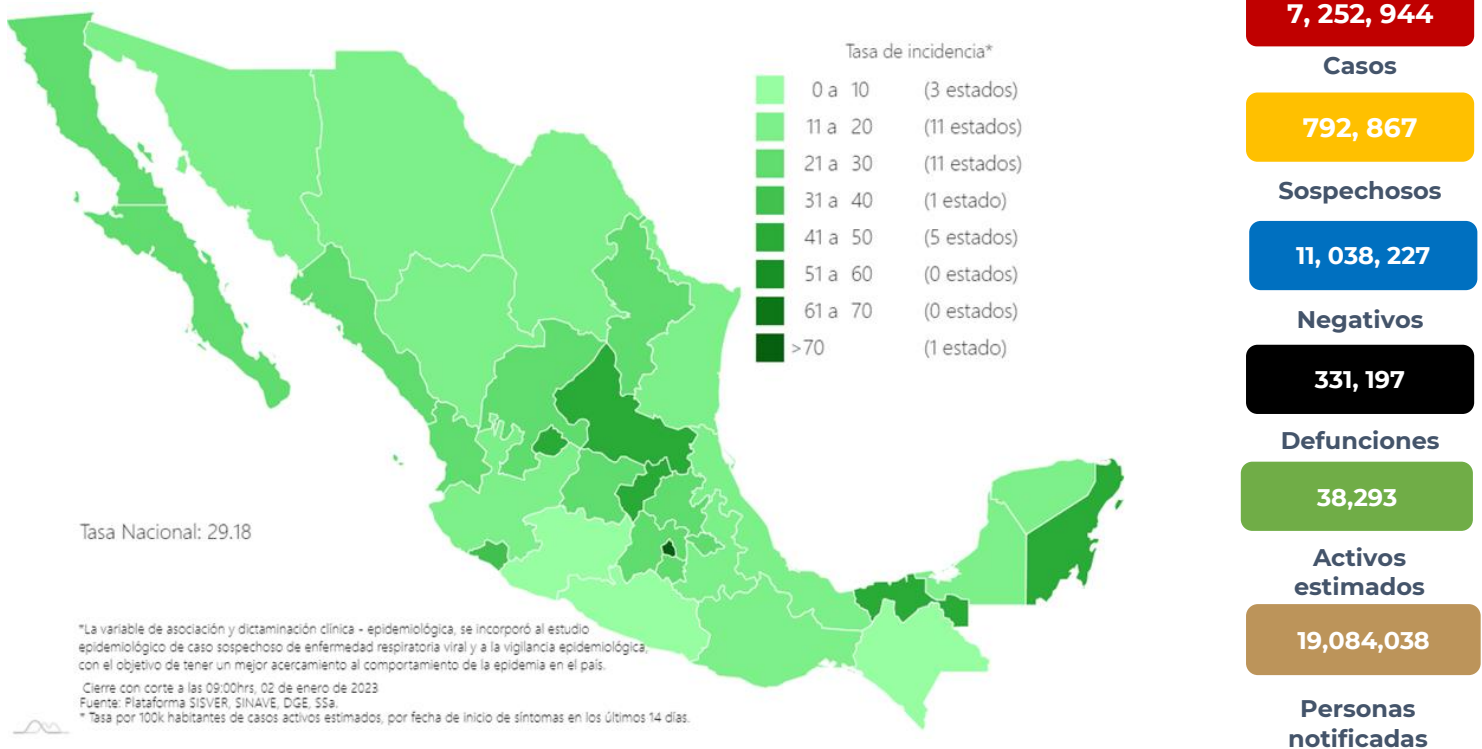 Tasa de incidencia*
0 a 10 (3 estados)
11 a 20 (11 estados)
21 a 30 (11 estados)
31 a 40 (1 estado)
41 a 50 (5 estados)
51 a 60 (0 estados)
61 a 70 (0 estados)
>70 (1 estado)
Tasa Nacional: 29.18
*La variable de asociación y dictaminación clínica - epidemiológica, se incorporó al estudio
epidemiológico de caso sospechoso de enfermedad respiratoria viral y a la vigilancia epidemiológica,
con el objetivo de tener un mejor acercamiento al comportamiento de la epidemia en el país.
Cierre con corte a las 09:00hrs, 02 de enero de 2023
Fuente: Plataforma SISVER, SINAVE, DGE, SSa.
* Tasa por 100k habitantes de casos activos estimados, por fecha de inicio de síntomas en los últimos 14 días.
7, 252, 944
Casos
792, 867
Sospechosos
11, 038, 227
Negativos
331, 197
Defunciones
38,293
Activos
estimados
19,084,038
Personas
notificadas